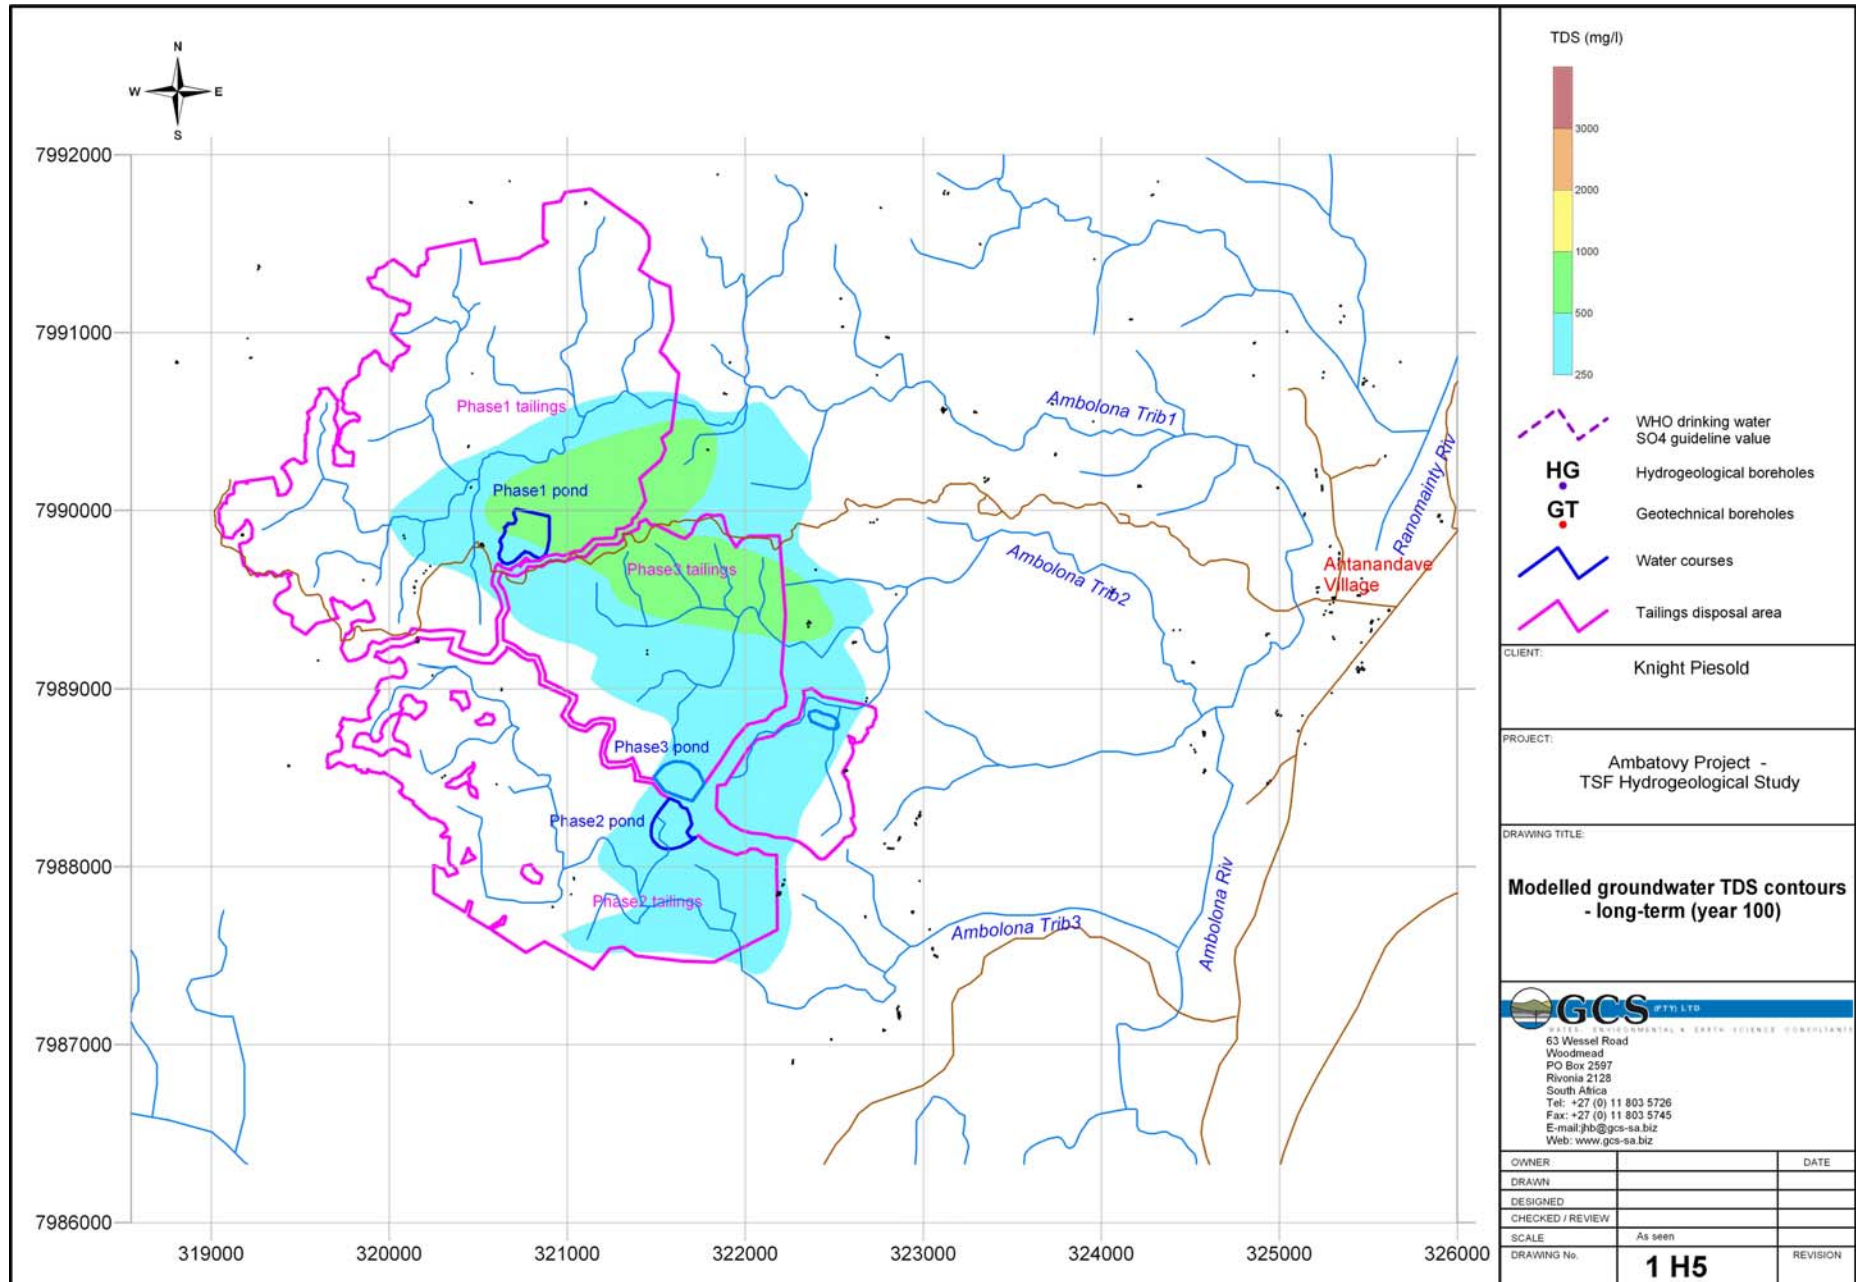 N
W
E
S
7992000
7991000
7990000
7989000
7988000
7987000
7986000
319000
320000
321000
322000
323000
324000
325000
326000
Phase1 tailings
Phase1 pond
Phase3 tailings
Phase3 pond
Phase2 pond
Phase2 tailings
Ambolona Trib1
Ambolona Trib2
Ambolona Trib3
Ambolona Riv
Ranomainty Riv
Antanandave
Village
TDS (mg/l)
3000
2000
1000
500
250
WHO drinking water
SO4 guideline value
HG
Hydrogeological boreholes
GT
Geotechnical boreholes
Water courses
Tailings disposal area
CLIENT:
Knight Piesold
PROJECT:
Ambatovy Project -
TSF Hydrogeological Study
DRAWING TITLE:
Modelled groundwater TDS contours
- long-term (year 100)
GCS (PTY) LTD
WATER, ENVIRONMENTAL & EARTH SCIENCE CONSULTANTS
63 Wessel Road
Woodmead
PO Box 2597
Rivonia 2128
South Africa
Tel: +27 (0) 11 803 5726
Fax: +27 (0) 11 803 5745
E-mail:jhb@gcs-sa.biz
Web: www.gcs-sa.biz
OWNER
DATE
DRAWN
DESIGNED
CHECKED / REVIEW
SCALE
As seen
DRAWING No.
1 H5
REVISION